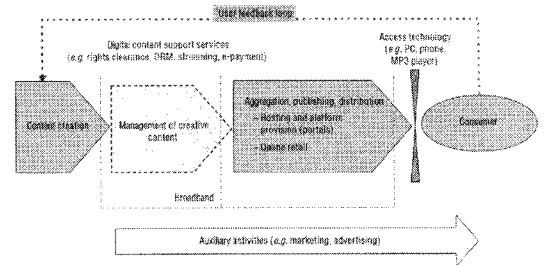 User feedback loop
Digital content support services
(e.g. rights clearance, DRM, streaming, e-payment)
Access technology
(e.g. PC, phone,
MP3 player)
Content creation
Management of creative
content
Aggregation, publishing, distribution
– Hosting and platform
provision (portals)
– Online retail
Consumer
Broadband
Auxiliary activities (e.g. marketing, advertising)